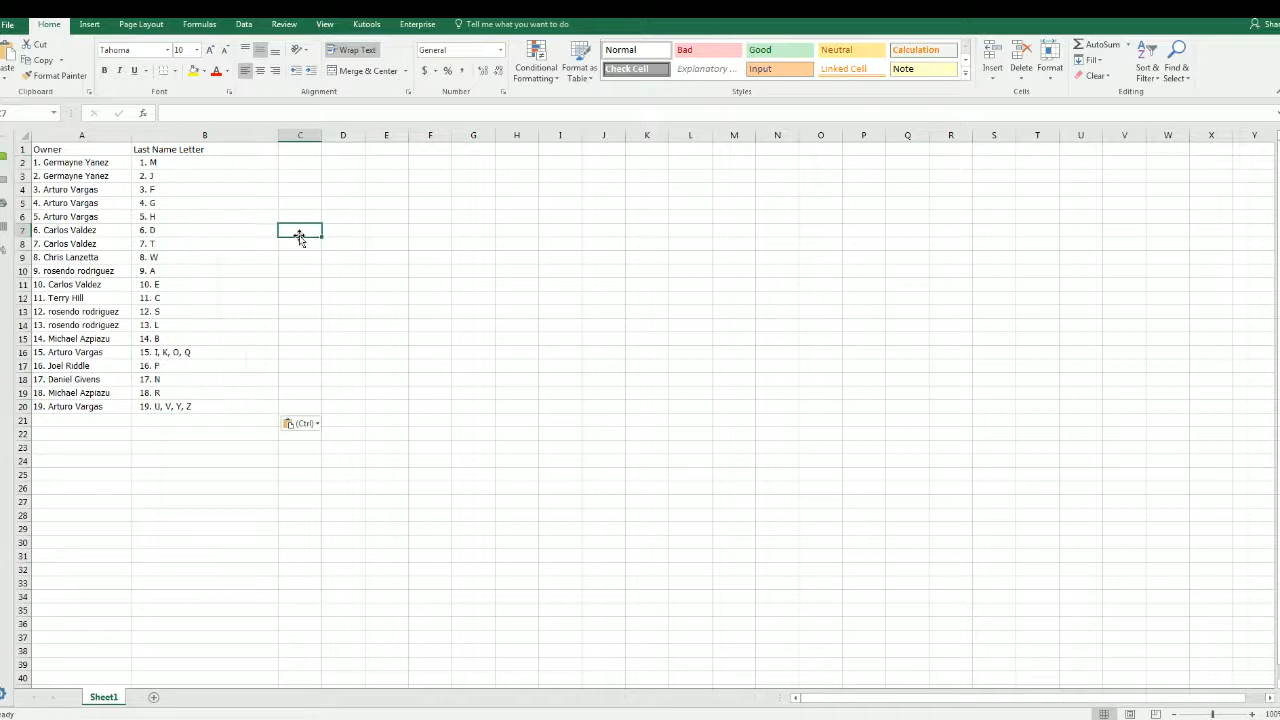 File Home Insert Page Layout Formulas Data Review View Kutools Enterprise Tell me what you want to do
Cut Tahoma 10 Wrap Text General Normal Bad Good Neutral Calculation AutoSum
Copy Fill
Format Painter Merge & Center Check Cell Explanatory ... Input Linked Cell Note Clear
Conditional Formatting Format as Table Insert Delete Format Sort & Filter Find & Select
Clipboard Font Alignment Number Styles Cells Editing
A B C D E F G H I J K L M N O P Q R S T U V W X Y
1 Owner Last Name Letter
2 1. Germayne Yanez 1. M
3 2. Germayne Yanez 2. J
4 3. Arturo Vargas 3. F
5 4. Arturo Vargas 4. G
6 5. Arturo Vargas 5. H
7 6. Carlos Valdez 6. D
8 7. Carlos Valdez 7. T
9 8. Chris Lanzetta 8. W
10 9. rosendo rodriguez 9. A
11 10. Carlos Valdez 10. E
12 11. Terry Hill 11. C
13 12. rosendo rodriguez 12. S
14 13. rosendo rodriguez 13. L
15 14. Michael Azpiazu 14. B
16 15. Arturo Vargas 15. I, K, O, Q
17 16. Joel Riddle 16. P
18 17. Daniel Givens 17. N
19 18. Michael Azpiazu 18. R
20 19. Arturo Vargas 19. U, V, Y, Z
21 (Ctrl)
22
23
24
25
26
27
28
29
30
31
32
33
34
35
36
37
38
39
40
Sheet1